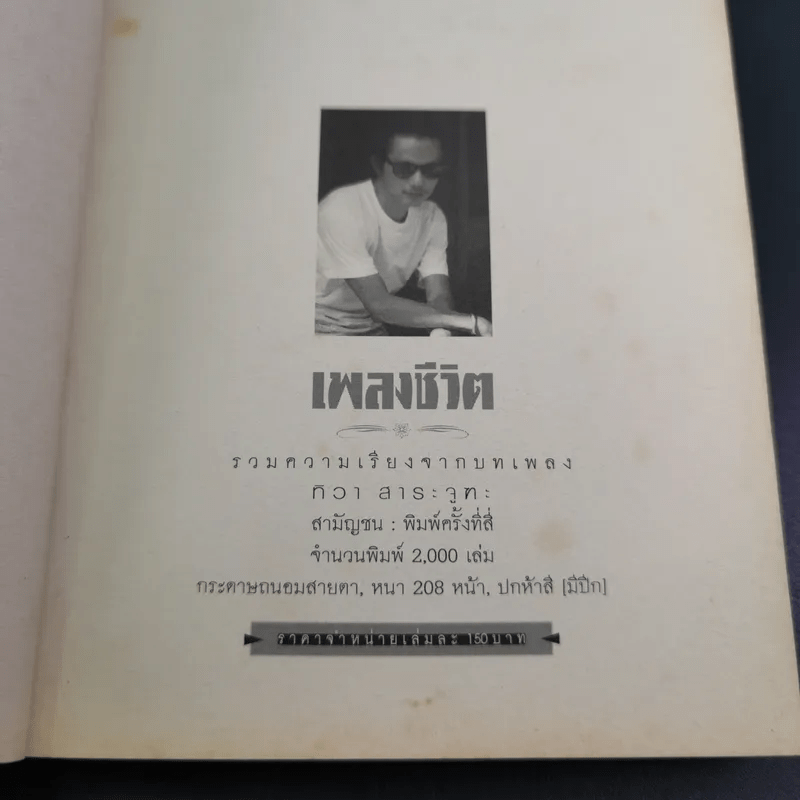 เพลงชีวิต
รวมความเรียงจากบทเพลง
ทิวา สาระจูฑะ
สามัญชน : พิมพ์ครั้งที่สี่
จำนวนพิมพ์ 2,000 เล่ม
กระดาษถนอมสายตา, หนา 208 หน้า, ปกห้าสี [มีปีก]
ราคาจำหน่ายเล่มละ 150 บาท